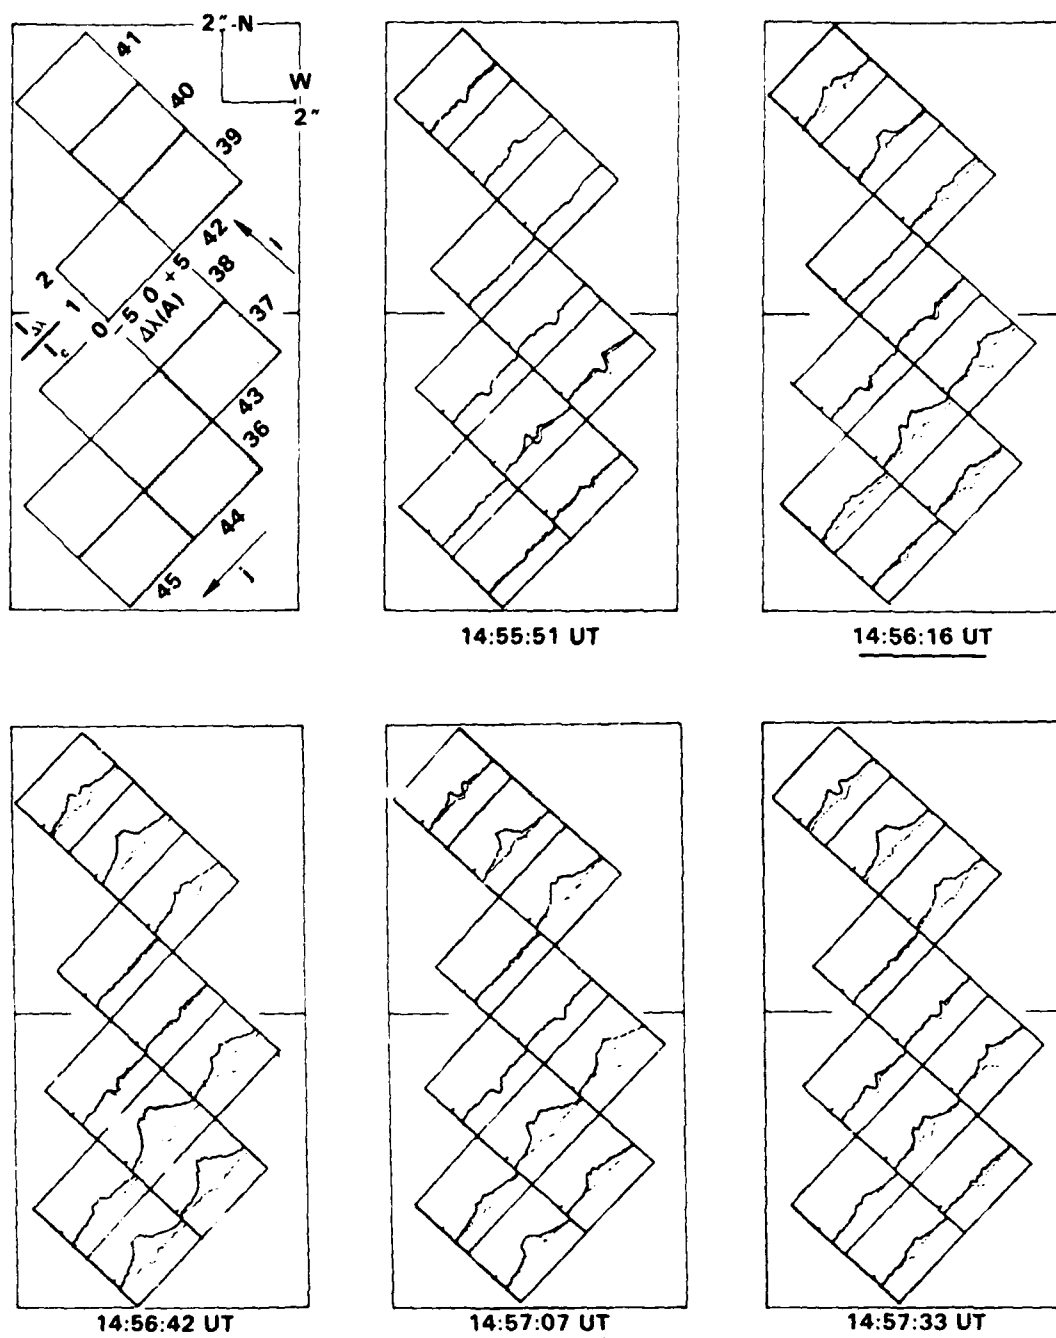 2"-N
W
2"
41
40
39
42
38
37
43
36
44
45
i
j
2
1
0
I Δλ / I c
-5 0 +5
Δλ(A)
14:55:51 UT
14:56:16 UT
14:56:42 UT
14:57:07 UT
14:57:33 UT